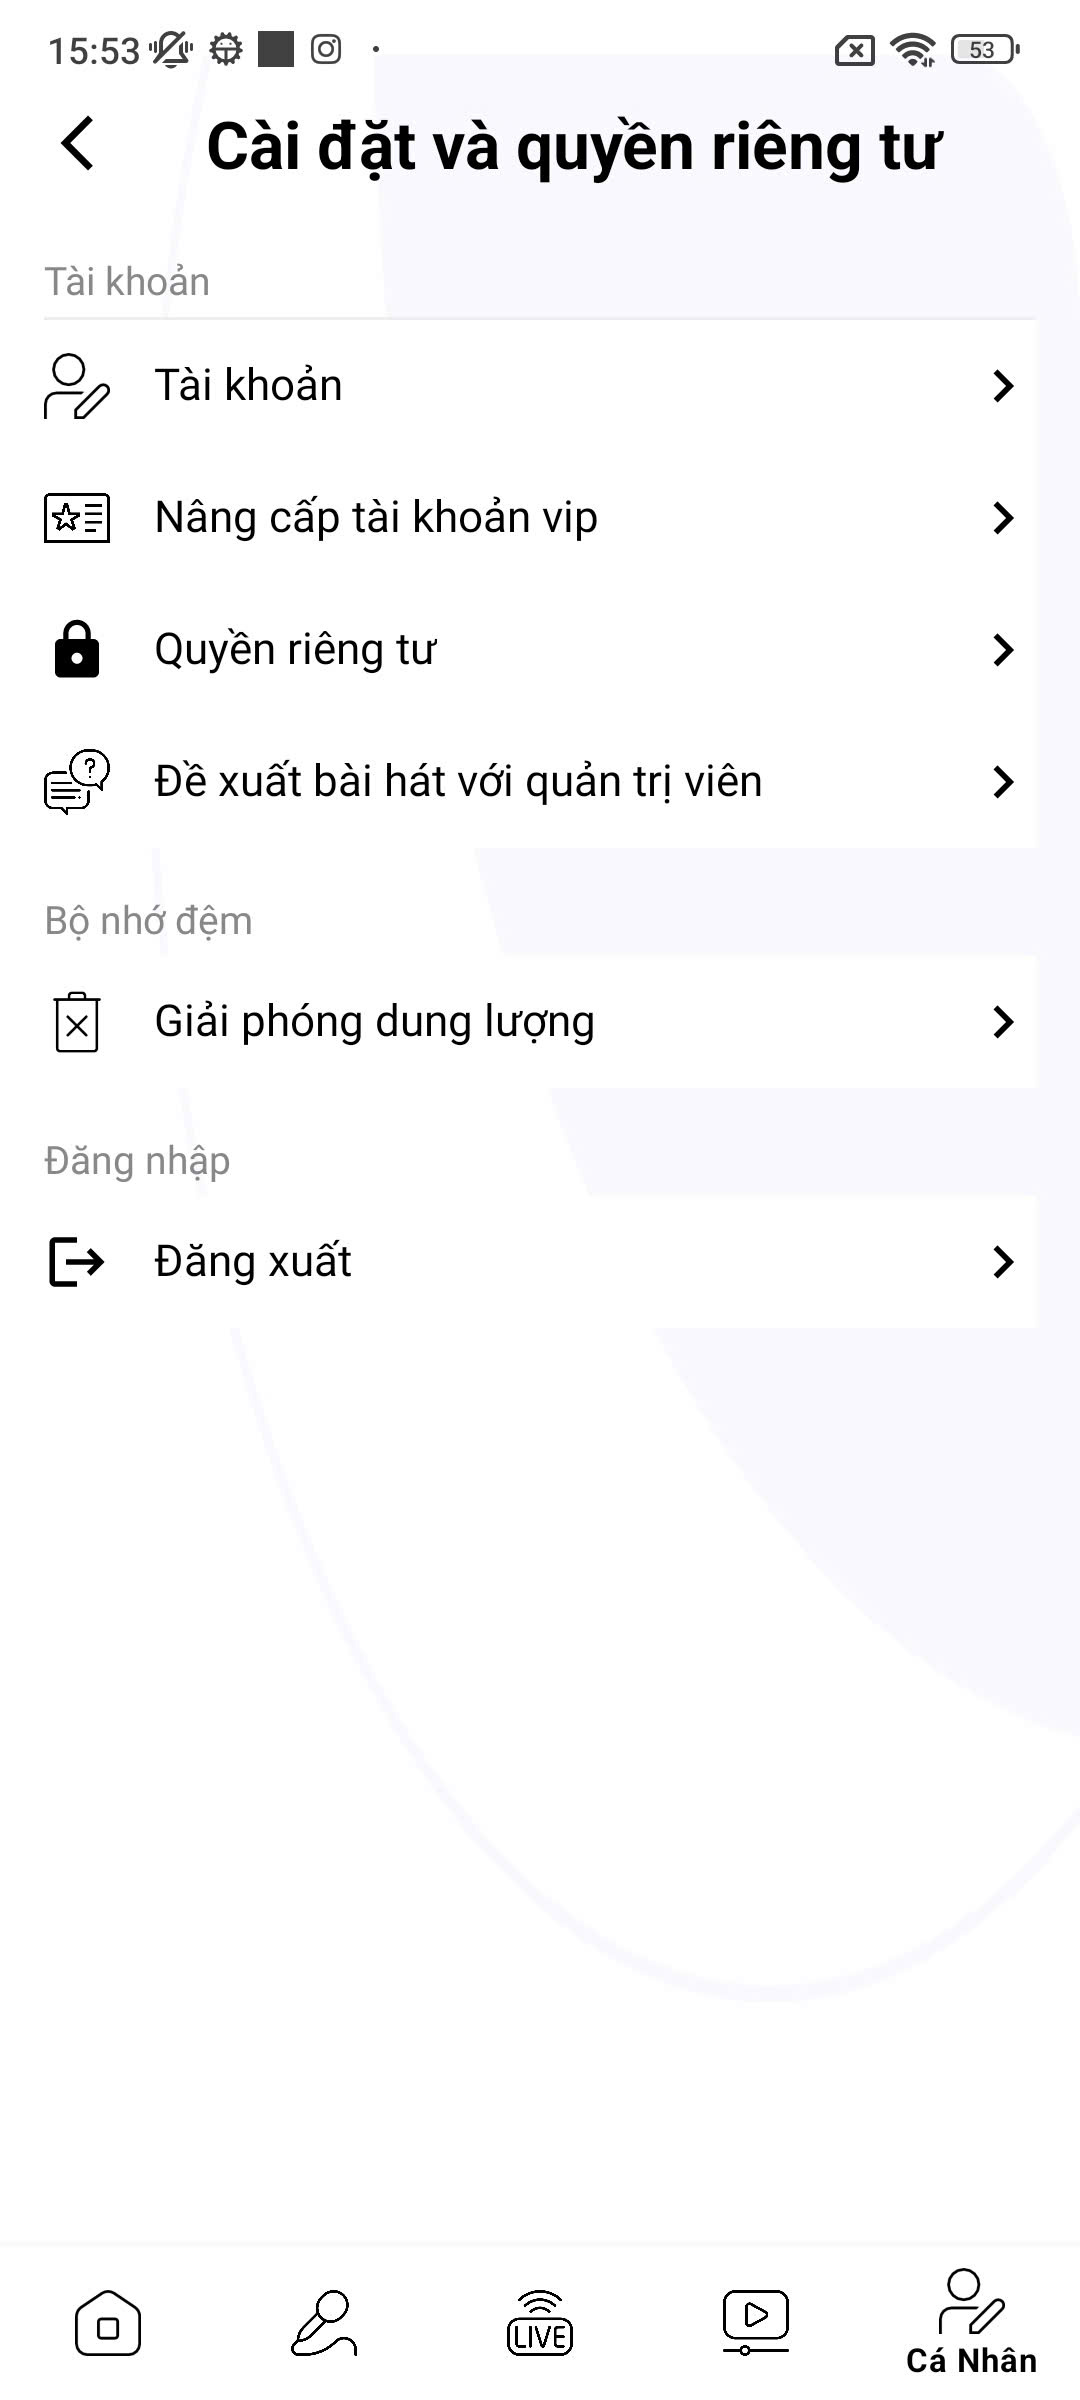 15:53
53
Cài đặt và quyền riêng tư
Tài khoản
Tài khoản
Nâng cấp tài khoản vip
Quyền riêng tư
Đề xuất bài hát với quản trị viên
Bộ nhớ đệm
Giải phóng dung lượng
Đăng nhập
Đăng xuất
LIVE
Cá Nhân